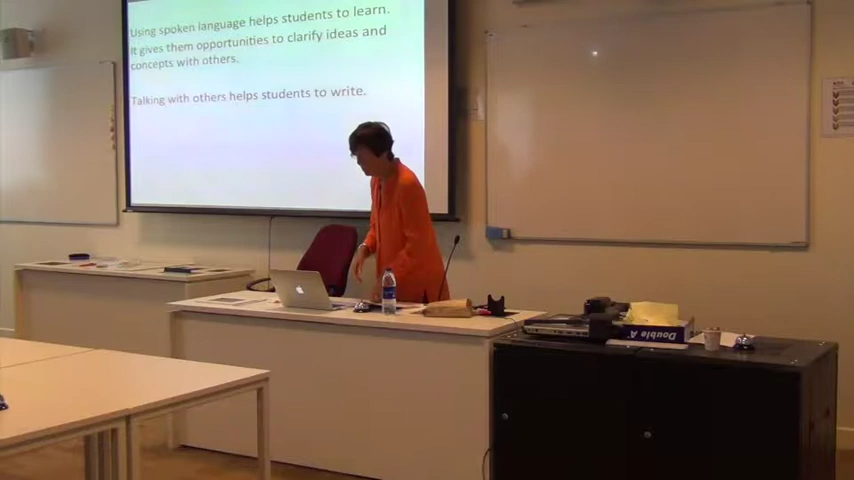 Using spoken language helps students to learn.
It gives them opportunities to clarify ideas and
concepts with others.
Talking with others helps students to write.
Double A